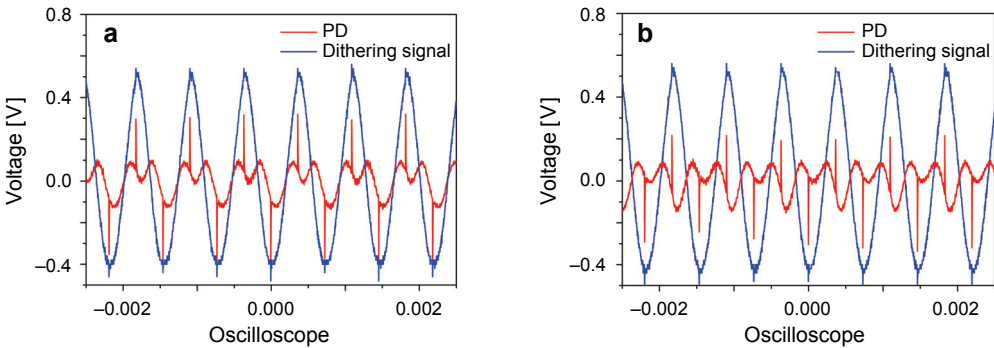 a
PD
Dithering signal
Voltage [V]
0.8
0.4
0.0
–0.4
–0.002
0.000
0.002
Oscilloscope
b
PD
Dithering signal
Voltage [V]
0.8
0.4
0.0
–0.4
–0.002
0.000
0.002
Oscilloscope